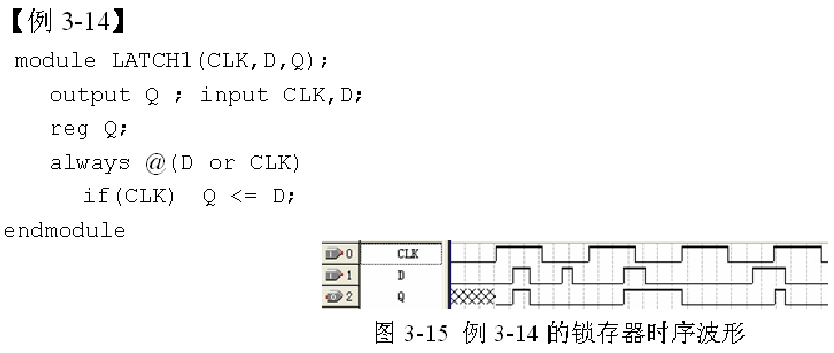 【例 3-14】
module LATCH1(CLK,D,Q);
output Q ; input CLK,D;
reg Q;
always @(D or CLK)
if(CLK) Q <= D;
endmodule
0 CLK
1 D
2 Q
图 3-15 例 3-14 的锁存器时序波形